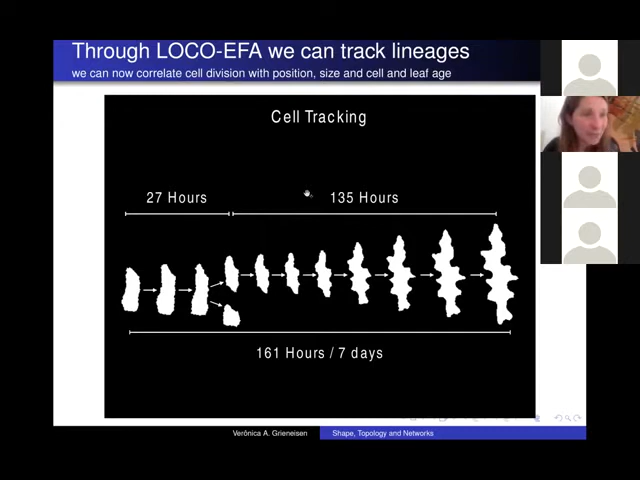 Through LOCO-EFA we can track lineages
we can now correlate cell division with position, size and cell and leaf age
Cell Tracking
27 Hours
135 Hours
161 Hours / 7 days
Verônica A. Grieneisen
Shape, Topology and Networks